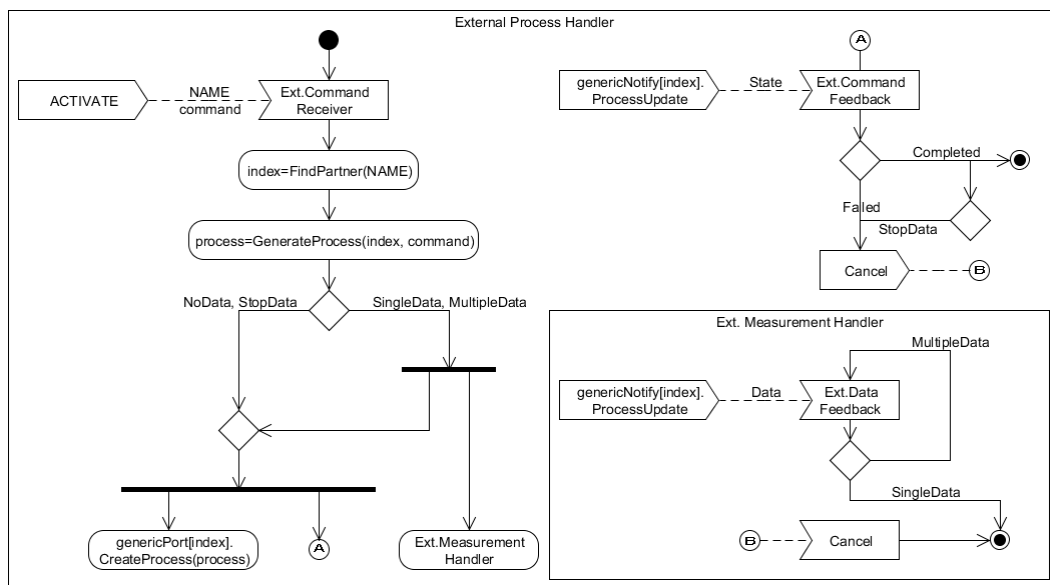 External Process Handler
ACTIVATE
NAME
command
Ext.Command
Receiver
index=FindPartner(NAME)
process=GenerateProcess(index, command)
NoData, StopData
SingleData, MultipleData
genericPort[index].
CreateProcess(process)
A
Ext.Measurement
Handler
A
genericNotify[index].
ProcessUpdate
State
Ext.Command
Feedback
Completed
Failed
StopData
Cancel
B
Ext. Measurement Handler
MultipleData
genericNotify[index].
ProcessUpdate
Data
Ext.Data
Feedback
SingleData
B
Cancel